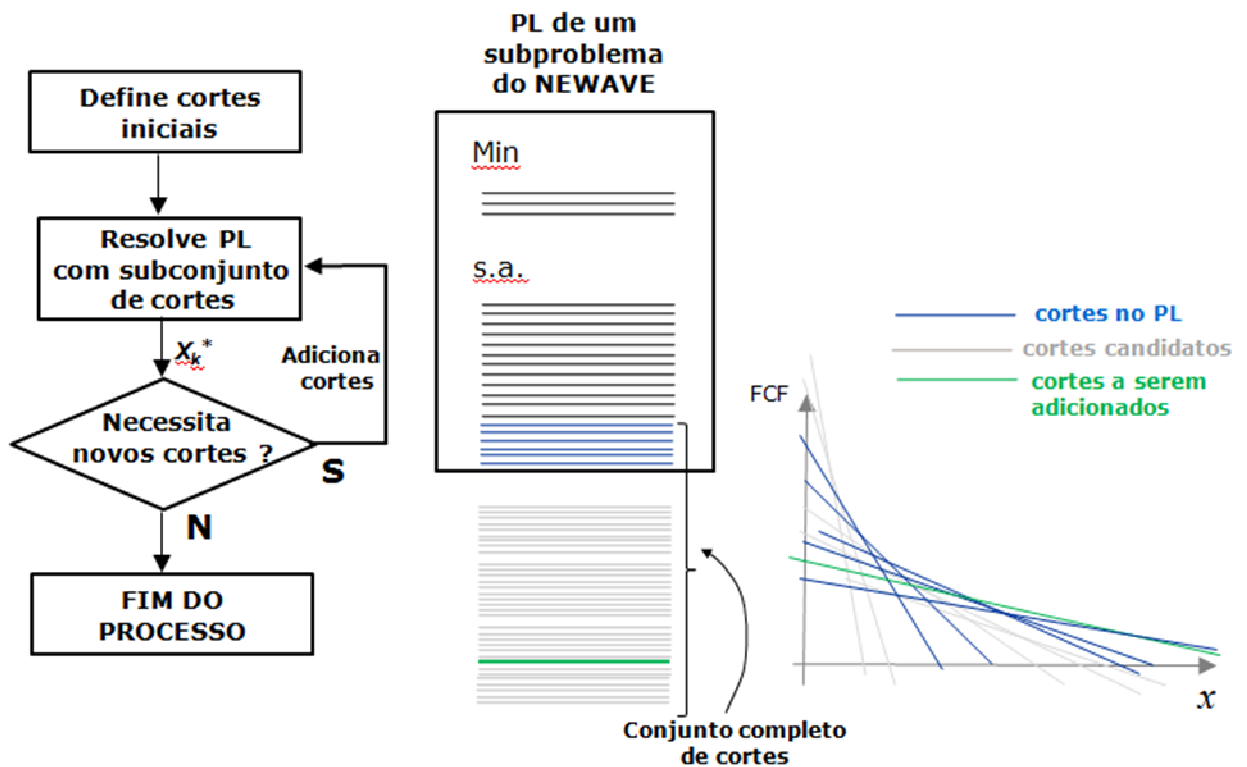 Define cortes
iniciais
Resolve PL
com subconjunto
de cortes
Xk*
Adiciona
cortes
Necessita
novos cortes ?
S
N
FIM DO
PROCESSO
PL de um
subproblema
do NEWAVE
Min
s.a.
Conjunto completo
de cortes
cortes no PL
cortes candidatos
cortes a serem
adicionados
FCF
x